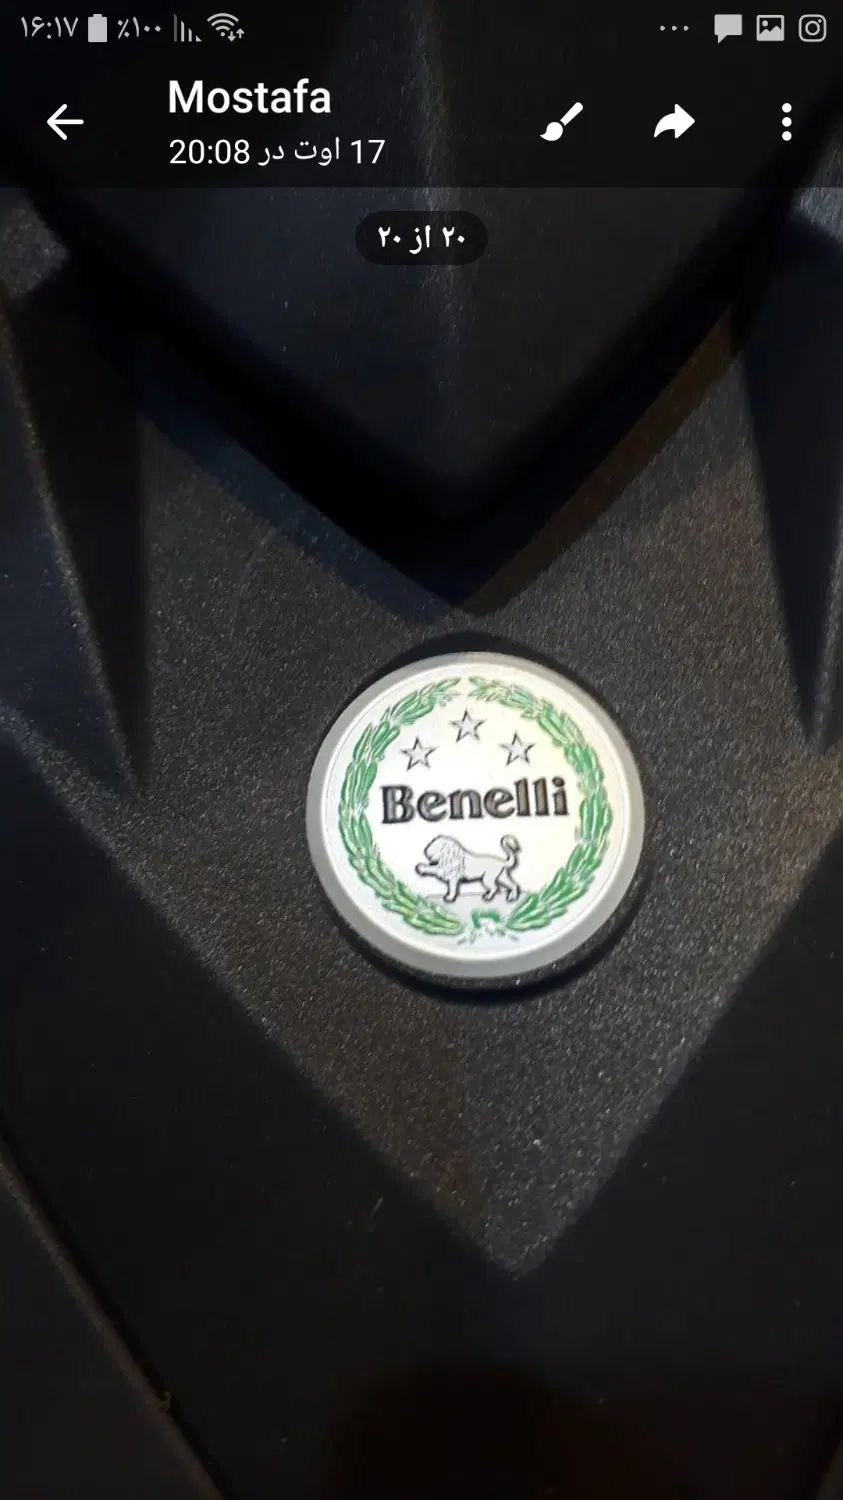 ۱۶:۱۷ ٪۱۰۰
Mostafa
17 اوت در 20:08
۲۰ از ۲۰
Benelli